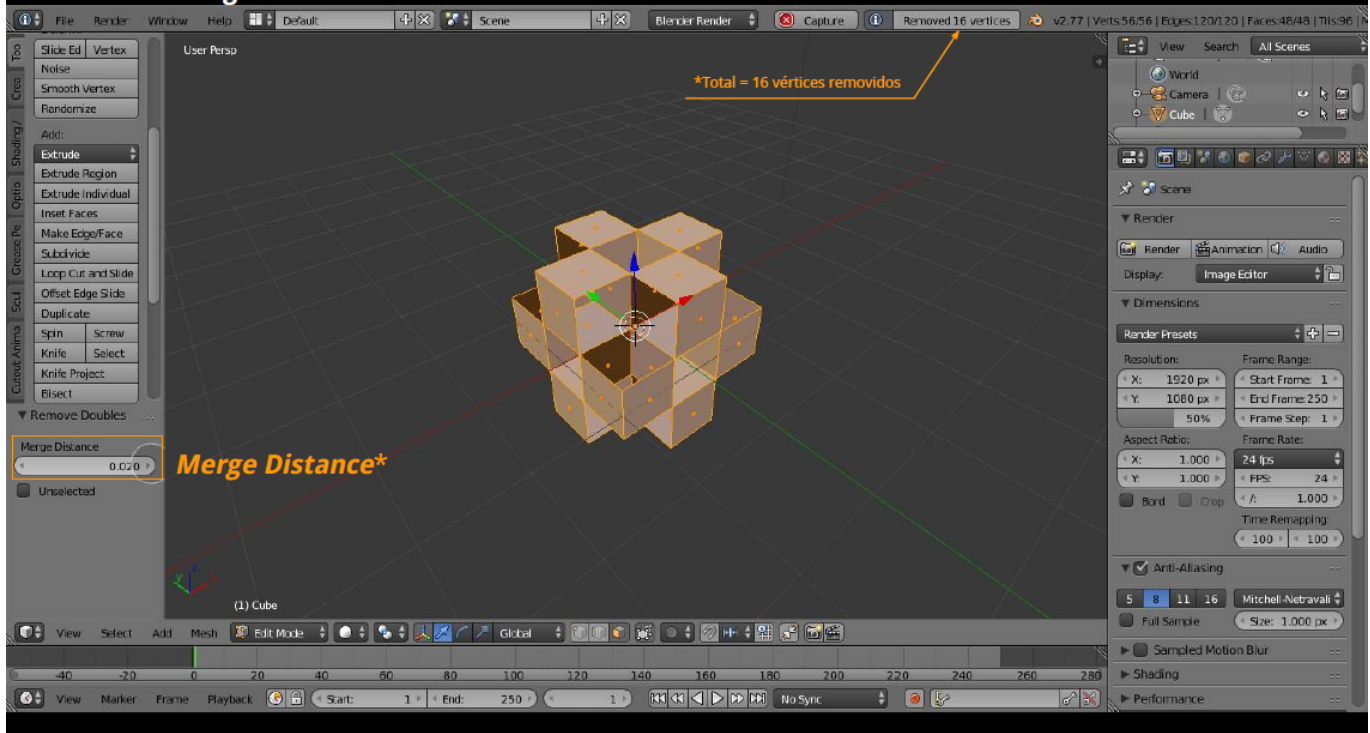 File Render Window Help Default Scene Blender Render Capture Removed 16 vertices v2.77 | Verts:56/56 | Edges:120/120 | Faces:48/48 | Tris:96 |
Too
Crea
Shading /
Optio
Grease Pe
Scul
Cutout Anima
Slide Ed Vertex
Noise
Smooth Vertex
Randomize
Add:
Extrude
Extrude Region
Extrude Individual
Inset Faces
Make Edge/Face
Subdivide
Loop Cut and Slide
Offset Edge Slide
Duplicate
Spin Screw
Knife Select
Knife Project
Bisect
▼ Remove Doubles
Merge Distance
0.020
Unselected
User Persp
*Total = 16 vértices removidos
Merge Distance*
(1) Cube
View Select Add Mesh Edit Mode Global
-40 -20 0 20 40 60 80 100 120 140 160 180 200 220 240 260 280
View Marker Frame Playback Start: 1 End: 250 1 No Sync
View Search All Scenes
World
Camera
Cube
Scene
▼ Render
Render Animation Audio
Display: Image Editor
▼ Dimensions
Render Presets
Resolution: Frame Range:
X: 1920 px Start Frame: 1
Y: 1080 px End Frame: 250
50% Frame Step: 1
Aspect Ratio: Frame Rate:
X: 1.000 24 fps
Y: 1.000 FPS: 24
Bord Crop /: 1.000
Time Remapping:
100 100
▼ Anti-Aliasing
5 8 11 16 Mitchell-Netravali
Full Sample Size: 1.000 px
Sampled Motion Blur
Shading
Performance